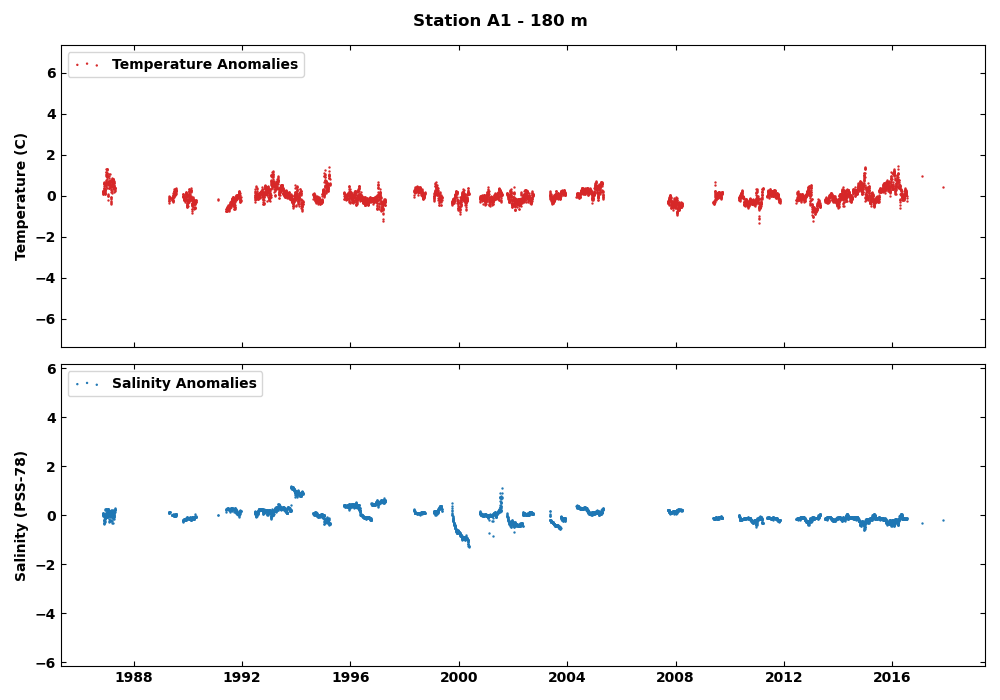 Station A1 - 180 m
Temperature Anomalies
Temperature (C)
6
4
2
0
−2
−4
−6
Salinity Anomalies
Salinity (PSS-78)
6
4
2
0
−2
−4
−6
1988 1992 1996 2000 2004 2008 2012 2016